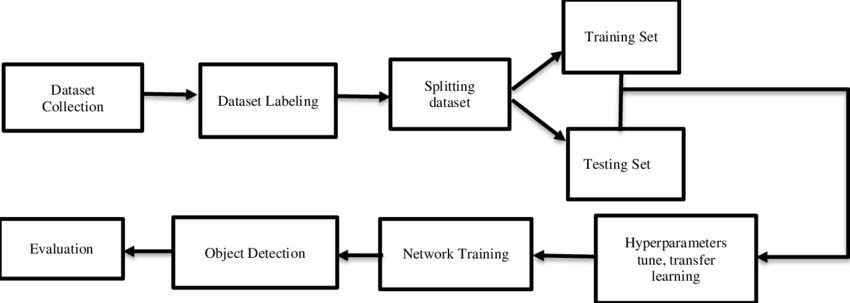 Dataset
Collection
Dataset Labeling
Splitting
dataset
Training Set
Testing Set
Hyperparameters
tune, transfer
learning
Network Training
Object Detection
Evaluation